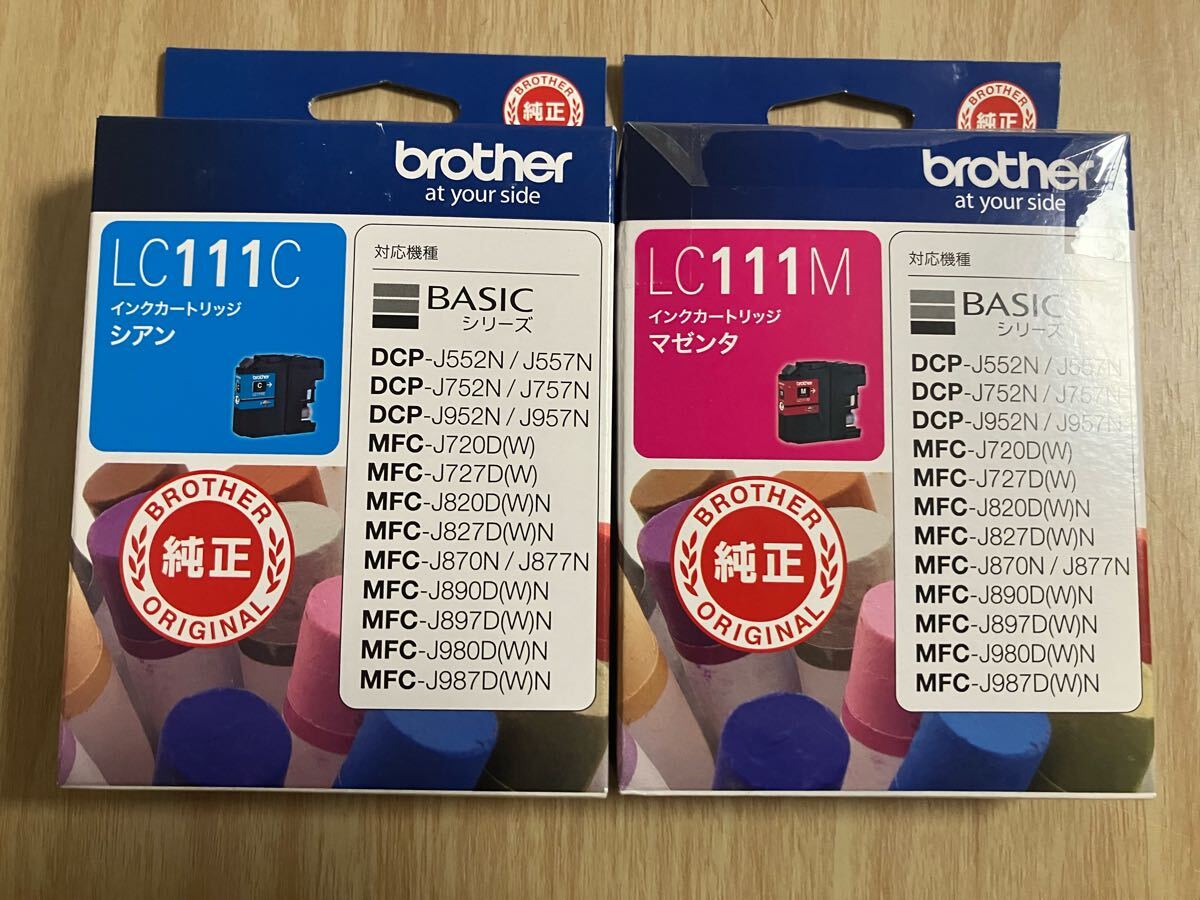 BROTHER
純正
brother
at your side
LC111C
インクカートリッジ
シアン
brother
C
対応機種
BASIC
シリーズ
DCP-J552N / J557N
DCP-J752N / J757N
DCP-J952N / J957N
MFC-J720D(W)
MFC-J727D(W)
MFC-J820D(W)N
MFC-J827D(W)N
MFC-J870N / J877N
MFC-J890D(W)N
MFC-J897D(W)N
MFC-J980D(W)N
MFC-J987D(W)N
BROTHER
純正
ORIGINAL
BROTHER
純正
brother
at your side
LC111M
インクカートリッジ
マゼンタ
brother
M
対応機種
BASIC
シリーズ
DCP-J552N / J557N
DCP-J752N / J757N
DCP-J952N / J957N
MFC-J720D(W)
MFC-J727D(W)
MFC-J820D(W)N
MFC-J827D(W)N
MFC-J870N / J877N
MFC-J890D(W)N
MFC-J897D(W)N
MFC-J980D(W)N
MFC-J987D(W)N
BROTHER
純正
ORIGINAL